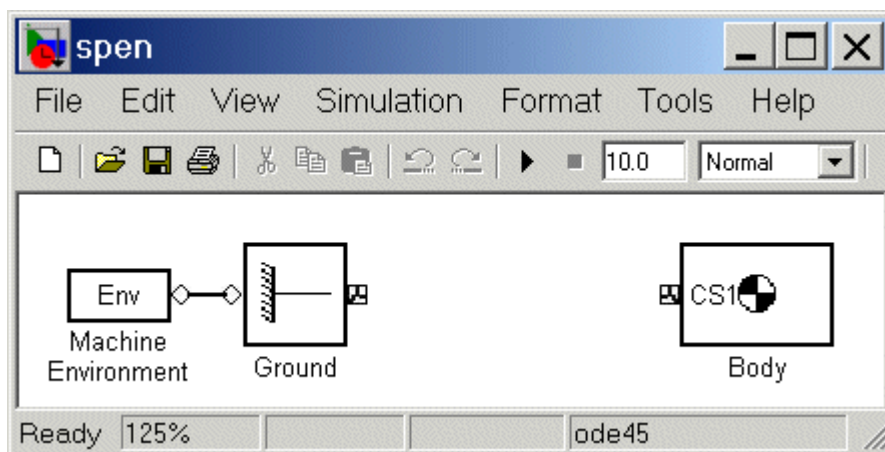 spen
File Edit View Simulation Format Tools Help
10.0 Normal
Env
CS1
Machine
Environment
Ground
Body
Ready 125% ode45